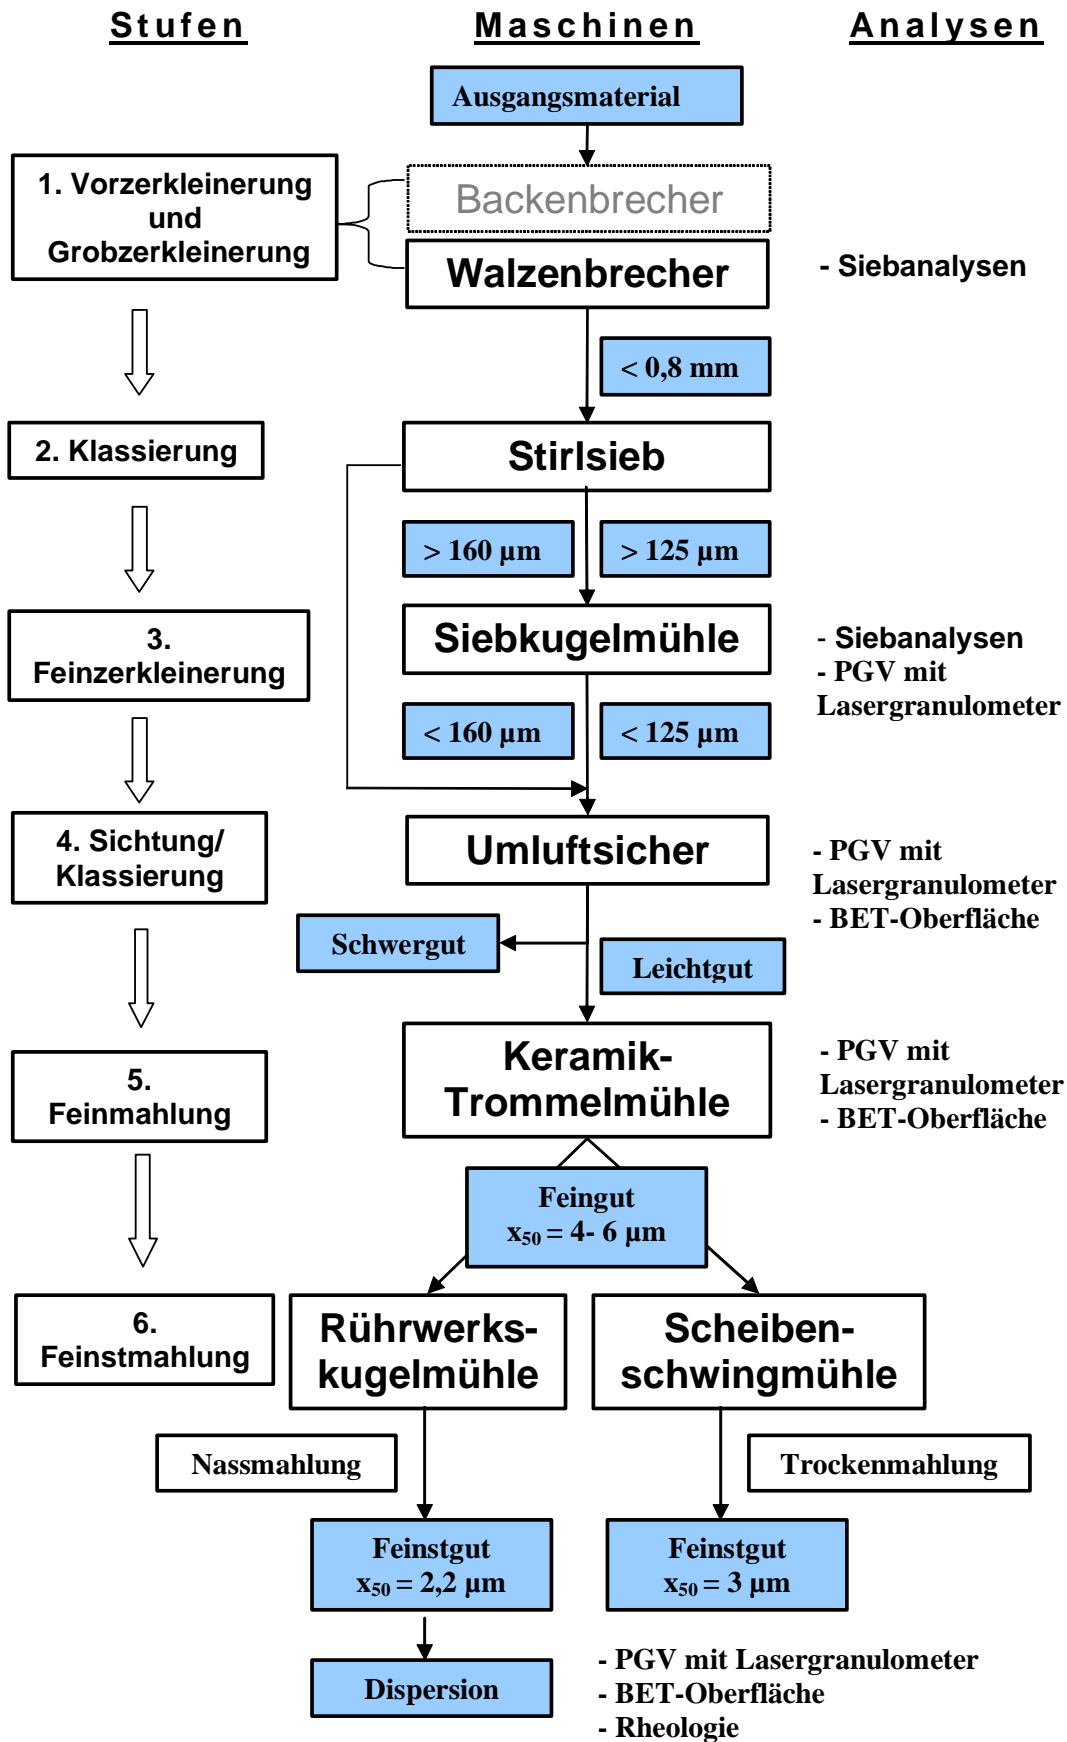 Stufen
Maschinen
Analysen
Ausgangsmaterial
1. Vorzerkleinerung
und
Grobzerkleinerung
Backenbrecher
Walzenbrecher
- Siebanalysen
< 0,8 mm
2. Klassierung
Stirlsieb
> 160 µm
> 125 µm
3.
Feinzerkleinerung
Siebkugelmühle
- Siebanalysen
- PGV mit
Lasergranulometer
< 160 µm
< 125 µm
4. Sichtung/
Klassierung
Umluftsicher
- PGV mit
Lasergranulometer
- BET-Oberfläche
Schwergut
Leichtgut
5.
Feinmahlung
Keramik-
Trommelmühle
- PGV mit
Lasergranulometer
- BET-Oberfläche
Feingut
x₅₀ = 4- 6 µm
6.
Feinstmahlung
Rührwerks-
kugelmühle
Scheiben-
schwingmühle
Nassmahlung
Trockenmahlung
Feinstgut
x₅₀ = 2,2 µm
Feinstgut
x₅₀ = 3 µm
Dispersion
- PGV mit Lasergranulometer
- BET-Oberfläche
- Rheologie